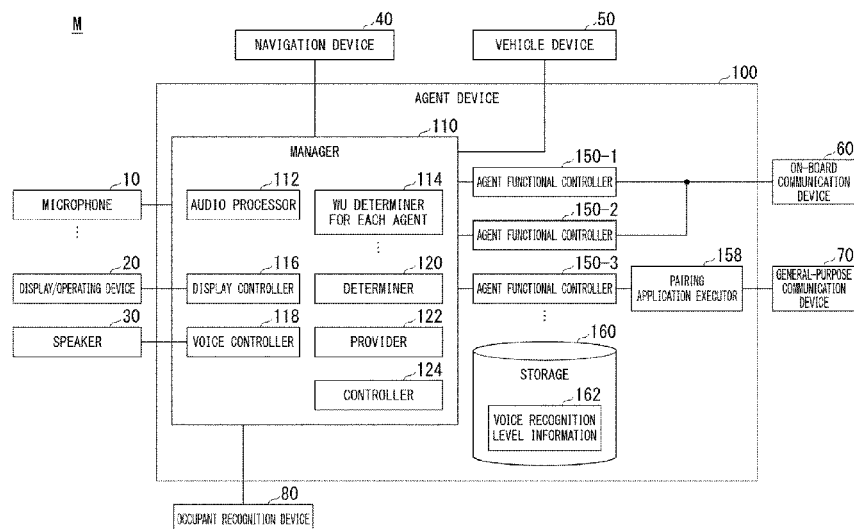 M
40
NAVIGATION DEVICE
50
VEHICLE DEVICE
100
AGENT DEVICE
110
MANAGER
10
MICROPHONE
112
AUDIO PROCESSOR
114
WU DETERMINER
FOR EACH AGENT
150-1
AGENT FUNCTIONAL CONTROLLER
60
ON-BOARD
COMMUNICATION
DEVICE
150-2
AGENT FUNCTIONAL CONTROLLER
20
DISPLAY/OPERATING DEVICE
116
DISPLAY CONTROLLER
120
DETERMINER
150-3
AGENT FUNCTIONAL CONTROLLER
158
PAIRING
APPLICATION EXECUTOR
70
GENERAL-PURPOSE
COMMUNICATION
DEVICE
30
SPEAKER
118
VOICE CONTROLLER
122
PROVIDER
124
CONTROLLER
160
STORAGE
162
VOICE RECOGNITION
LEVEL INFORMATION
80
OCCUPANT RECOGNITION DEVICE